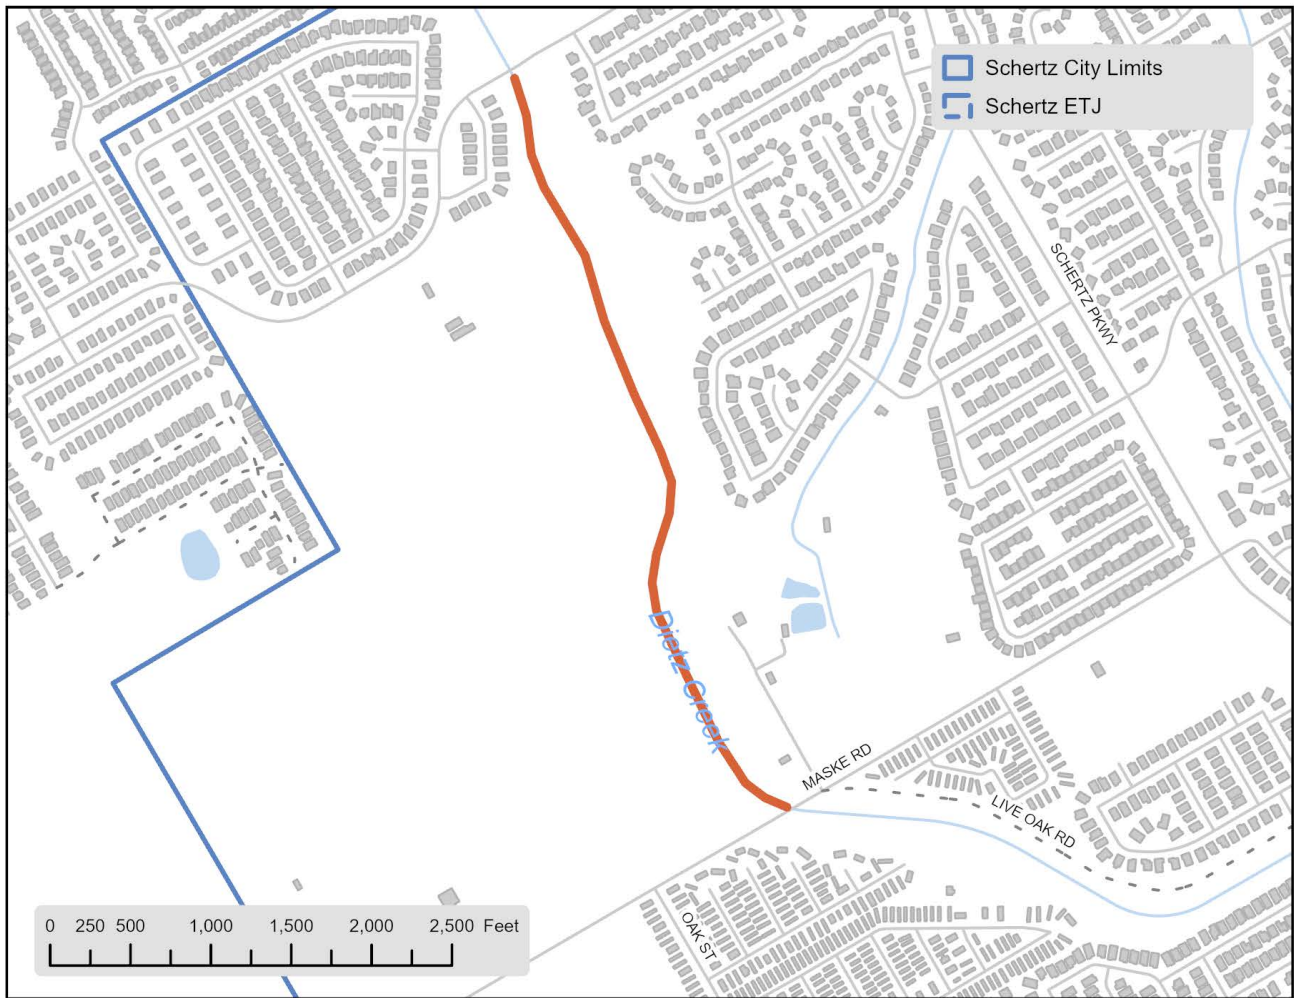 Schertz City Limits
Schertz ETJ
SCHERTZ PKWY
Dietz Creek
MASKE RD
LIVE OAK RD
OAK ST
0 250 500 1,000 1,500 2,000 2,500 Feet